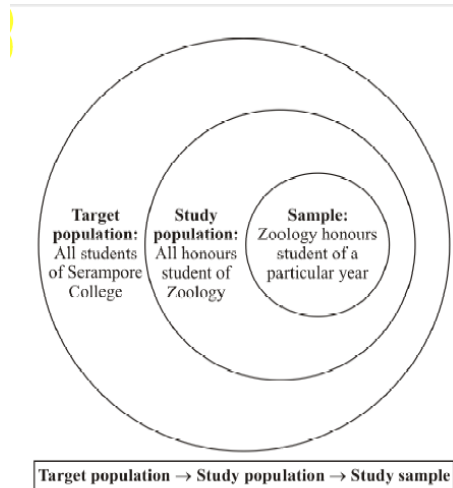 Target
population:
All students
of Serampore
College
Study
population:
All honours
student of
Zoology
Sample:
Zoology honours
student of a
particular year
Target population → Study population → Study sample